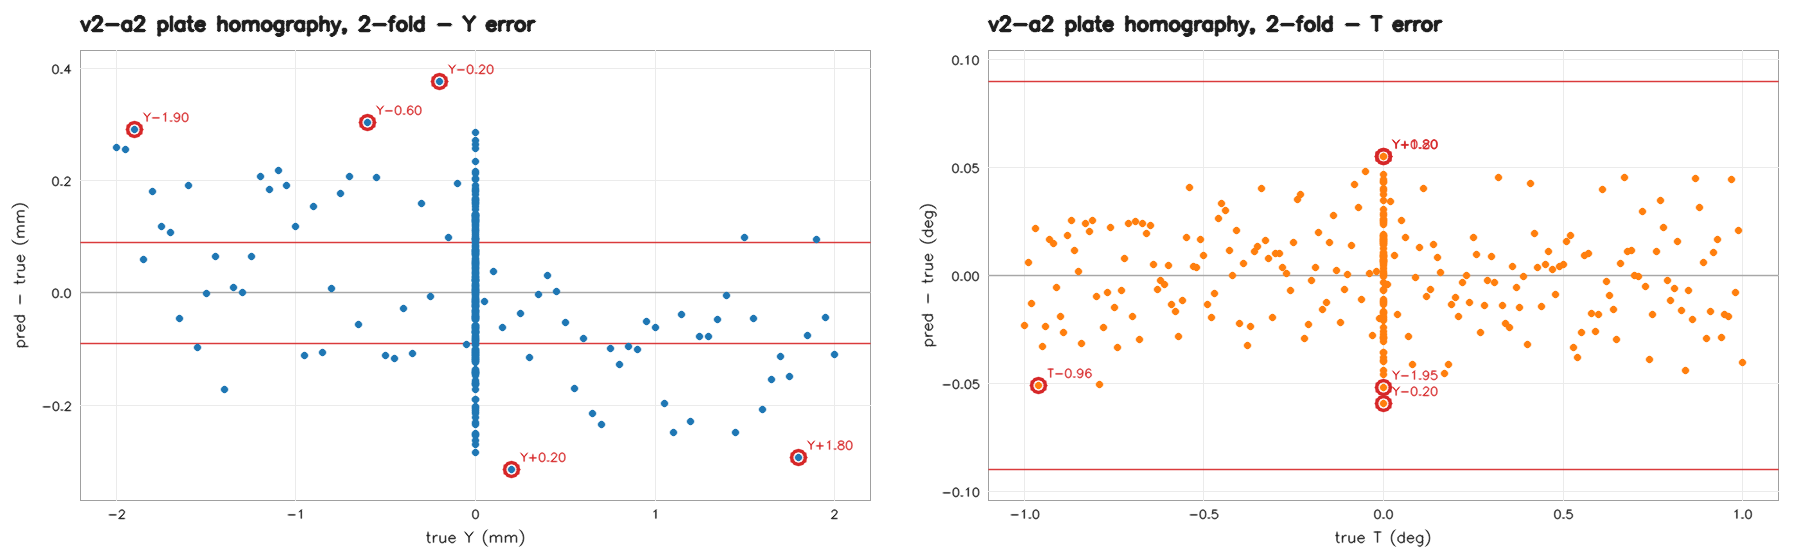 v2-a2 plate homography, 2-fold - Y error
0.4
0.2
0.0
-0.2
-2
-1
0
1
2
true Y (mm)
pred - true (mm)
Y-0.20
Y-0.60
Y-1.90
Y+0.20
Y+1.80
v2-a2 plate homography, 2-fold - T error
0.10
0.05
0.00
-0.05
-0.10
-1.0
-0.5
0.0
0.5
1.0
true T (deg)
pred - true (deg)
T-0.96
Y-1.95
Y-0.20